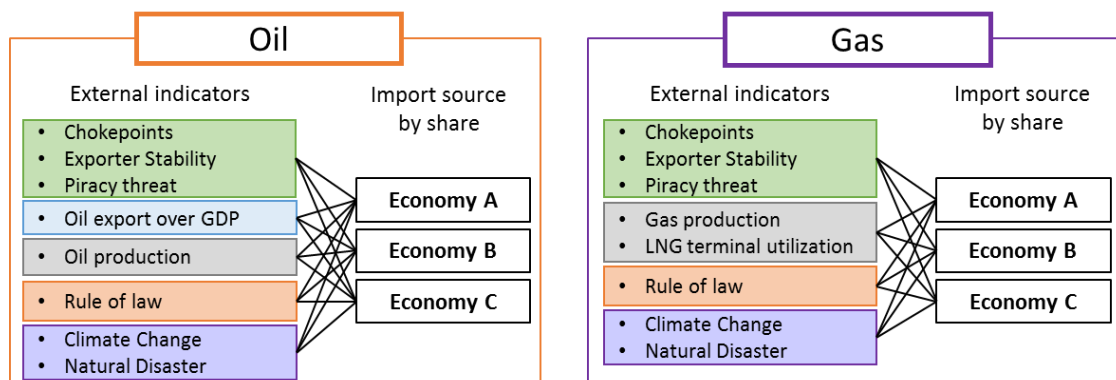 Oil
External indicators
Import source
by share
• Chokepoints
• Exporter Stability
• Piracy threat
• Oil export over GDP
• Oil production
• Rule of law
• Climate Change
• Natural Disaster
Economy A
Economy B
Economy C
Gas
External indicators
Import source
by share
• Chokepoints
• Exporter Stability
• Piracy threat
• Gas production
• LNG terminal utilization
• Rule of law
• Climate Change
• Natural Disaster
Economy A
Economy B
Economy C